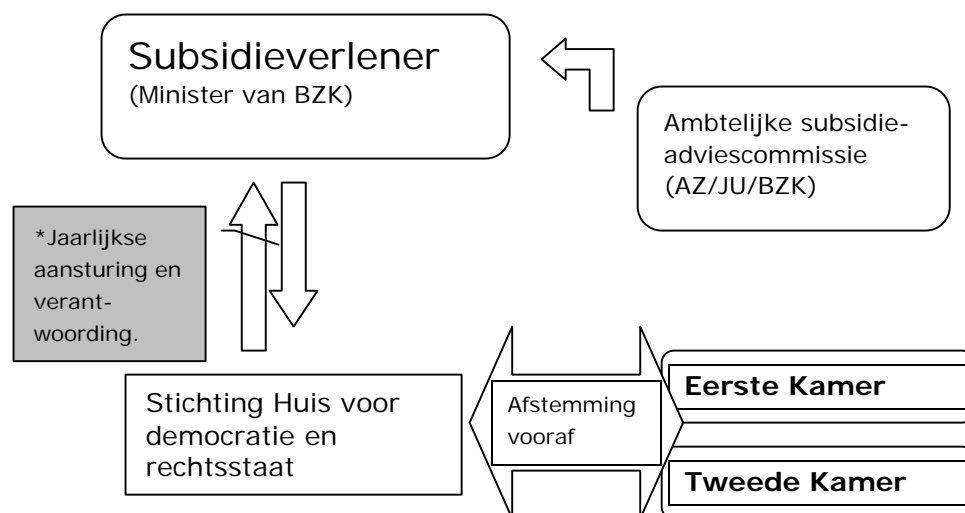 Subsidieverlener
(Minister van BZK)
Ambtelijke subsidie-
adviescommissie
(AZ/JU/BZK)
*Jaarlijkse
aansturing en
verant-
woording.
Stichting Huis voor
democratie en
rechtsstaat
Afstemming
vooraf
Eerste Kamer
Tweede Kamer